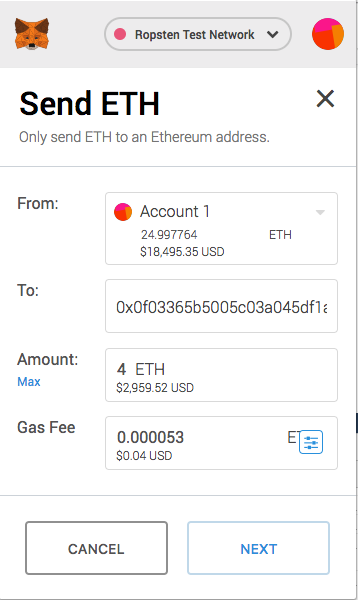 Ropsten Test Network
Send ETH
Only send ETH to an Ethereum address.
From:
Account 1
24.997764 ETH
$18,495.35 USD
To:
0x0f03365b5005c03a045df1a
Amount:
Max
4 ETH
$2,959.52 USD
Gas Fee
0.000053
$0.04 USD
CANCEL
NEXT